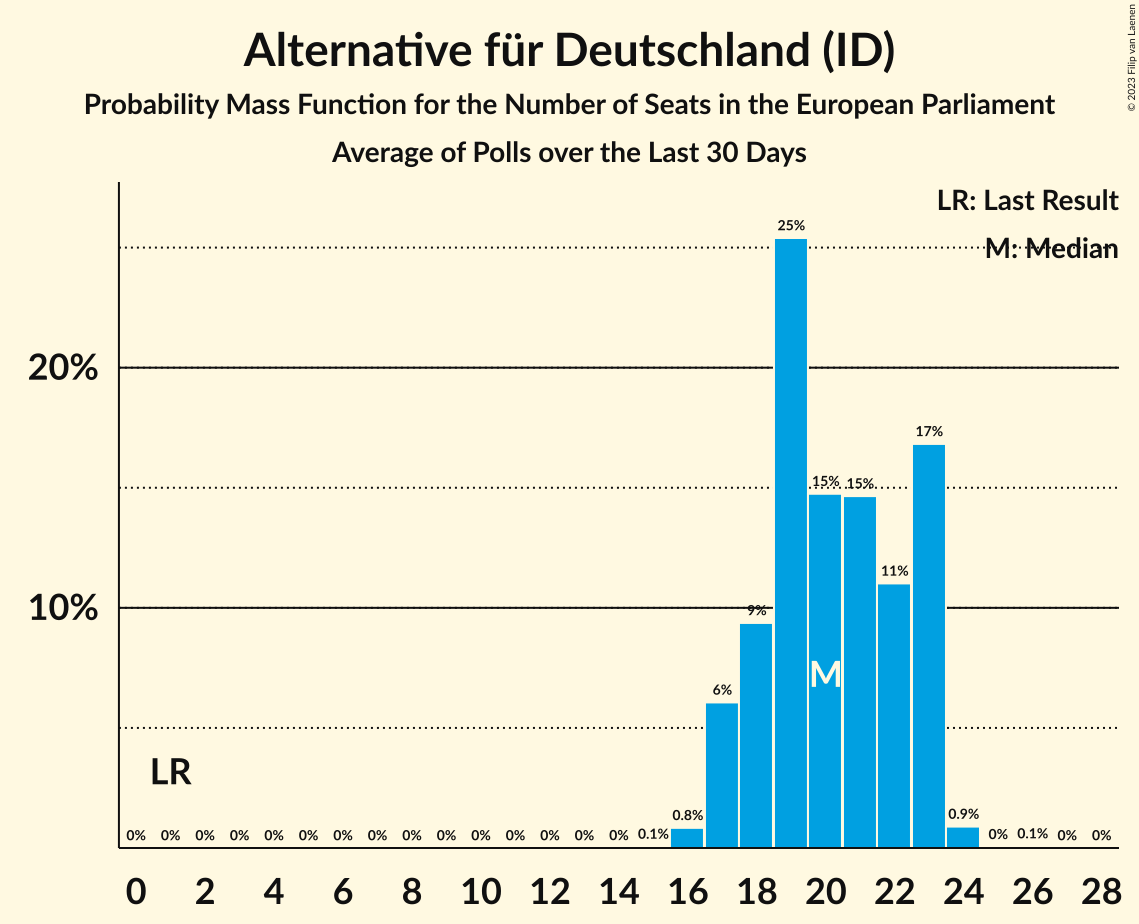 Alternative für Deutschland (ID)
Probability Mass Function for the Number of Seats in the European Parliament
Average of Polls over the Last 30 Days
© 2023 Filip van Laenen
LR: Last Result
M: Median
25%
20%
17%
15% 15%
11%
10%
9%
M
6%
LR
0.8% 0.9%
0% 0% 0% 0% 0% 0% 0% 0% 0% 0% 0% 0% 0% 0% 0% 0.1% 0% 0.1% 0% 0%
0 2 4 6 8 10 12 14 16 18 20 22 24 26 28